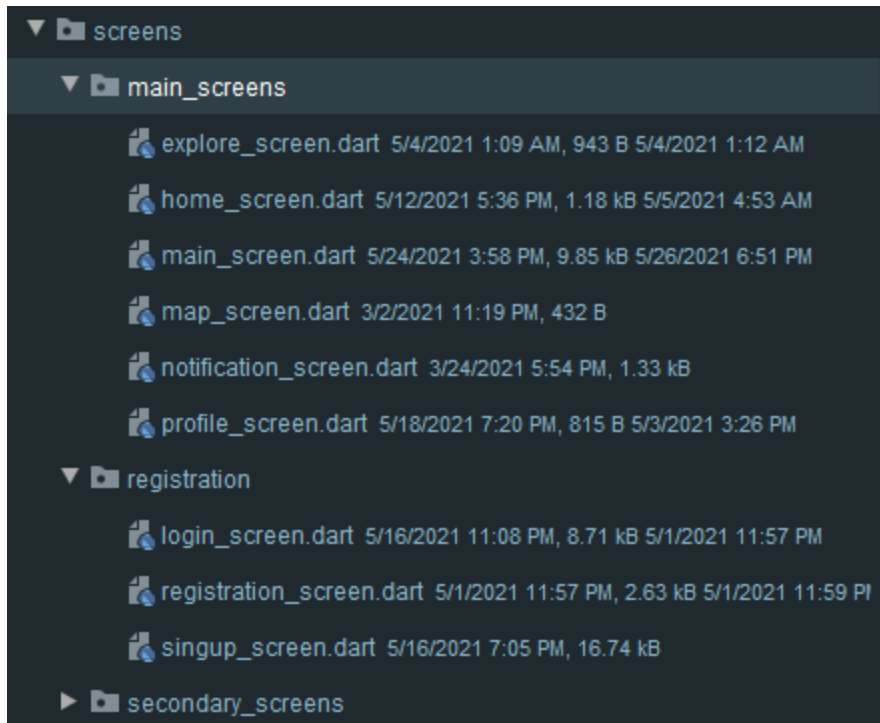 screens
main_screens
explore_screen.dart 5/4/2021 1:09 AM, 943 B 5/4/2021 1:12 AM
home_screen.dart 5/12/2021 5:36 PM, 1.18 kB 5/5/2021 4:53 AM
main_screen.dart 5/24/2021 3:58 PM, 9.85 kB 5/26/2021 6:51 PM
map_screen.dart 3/2/2021 11:19 PM, 432 B
notification_screen.dart 3/24/2021 5:54 PM, 1.33 kB
profile_screen.dart 5/18/2021 7:20 PM, 815 B 5/3/2021 3:26 PM
registration
login_screen.dart 5/16/2021 11:08 PM, 8.71 kB 5/1/2021 11:57 PM
registration_screen.dart 5/1/2021 11:57 PM, 2.63 kB 5/1/2021 11:59 P
singup_screen.dart 5/16/2021 7:05 PM, 16.74 kB
secondary_screens